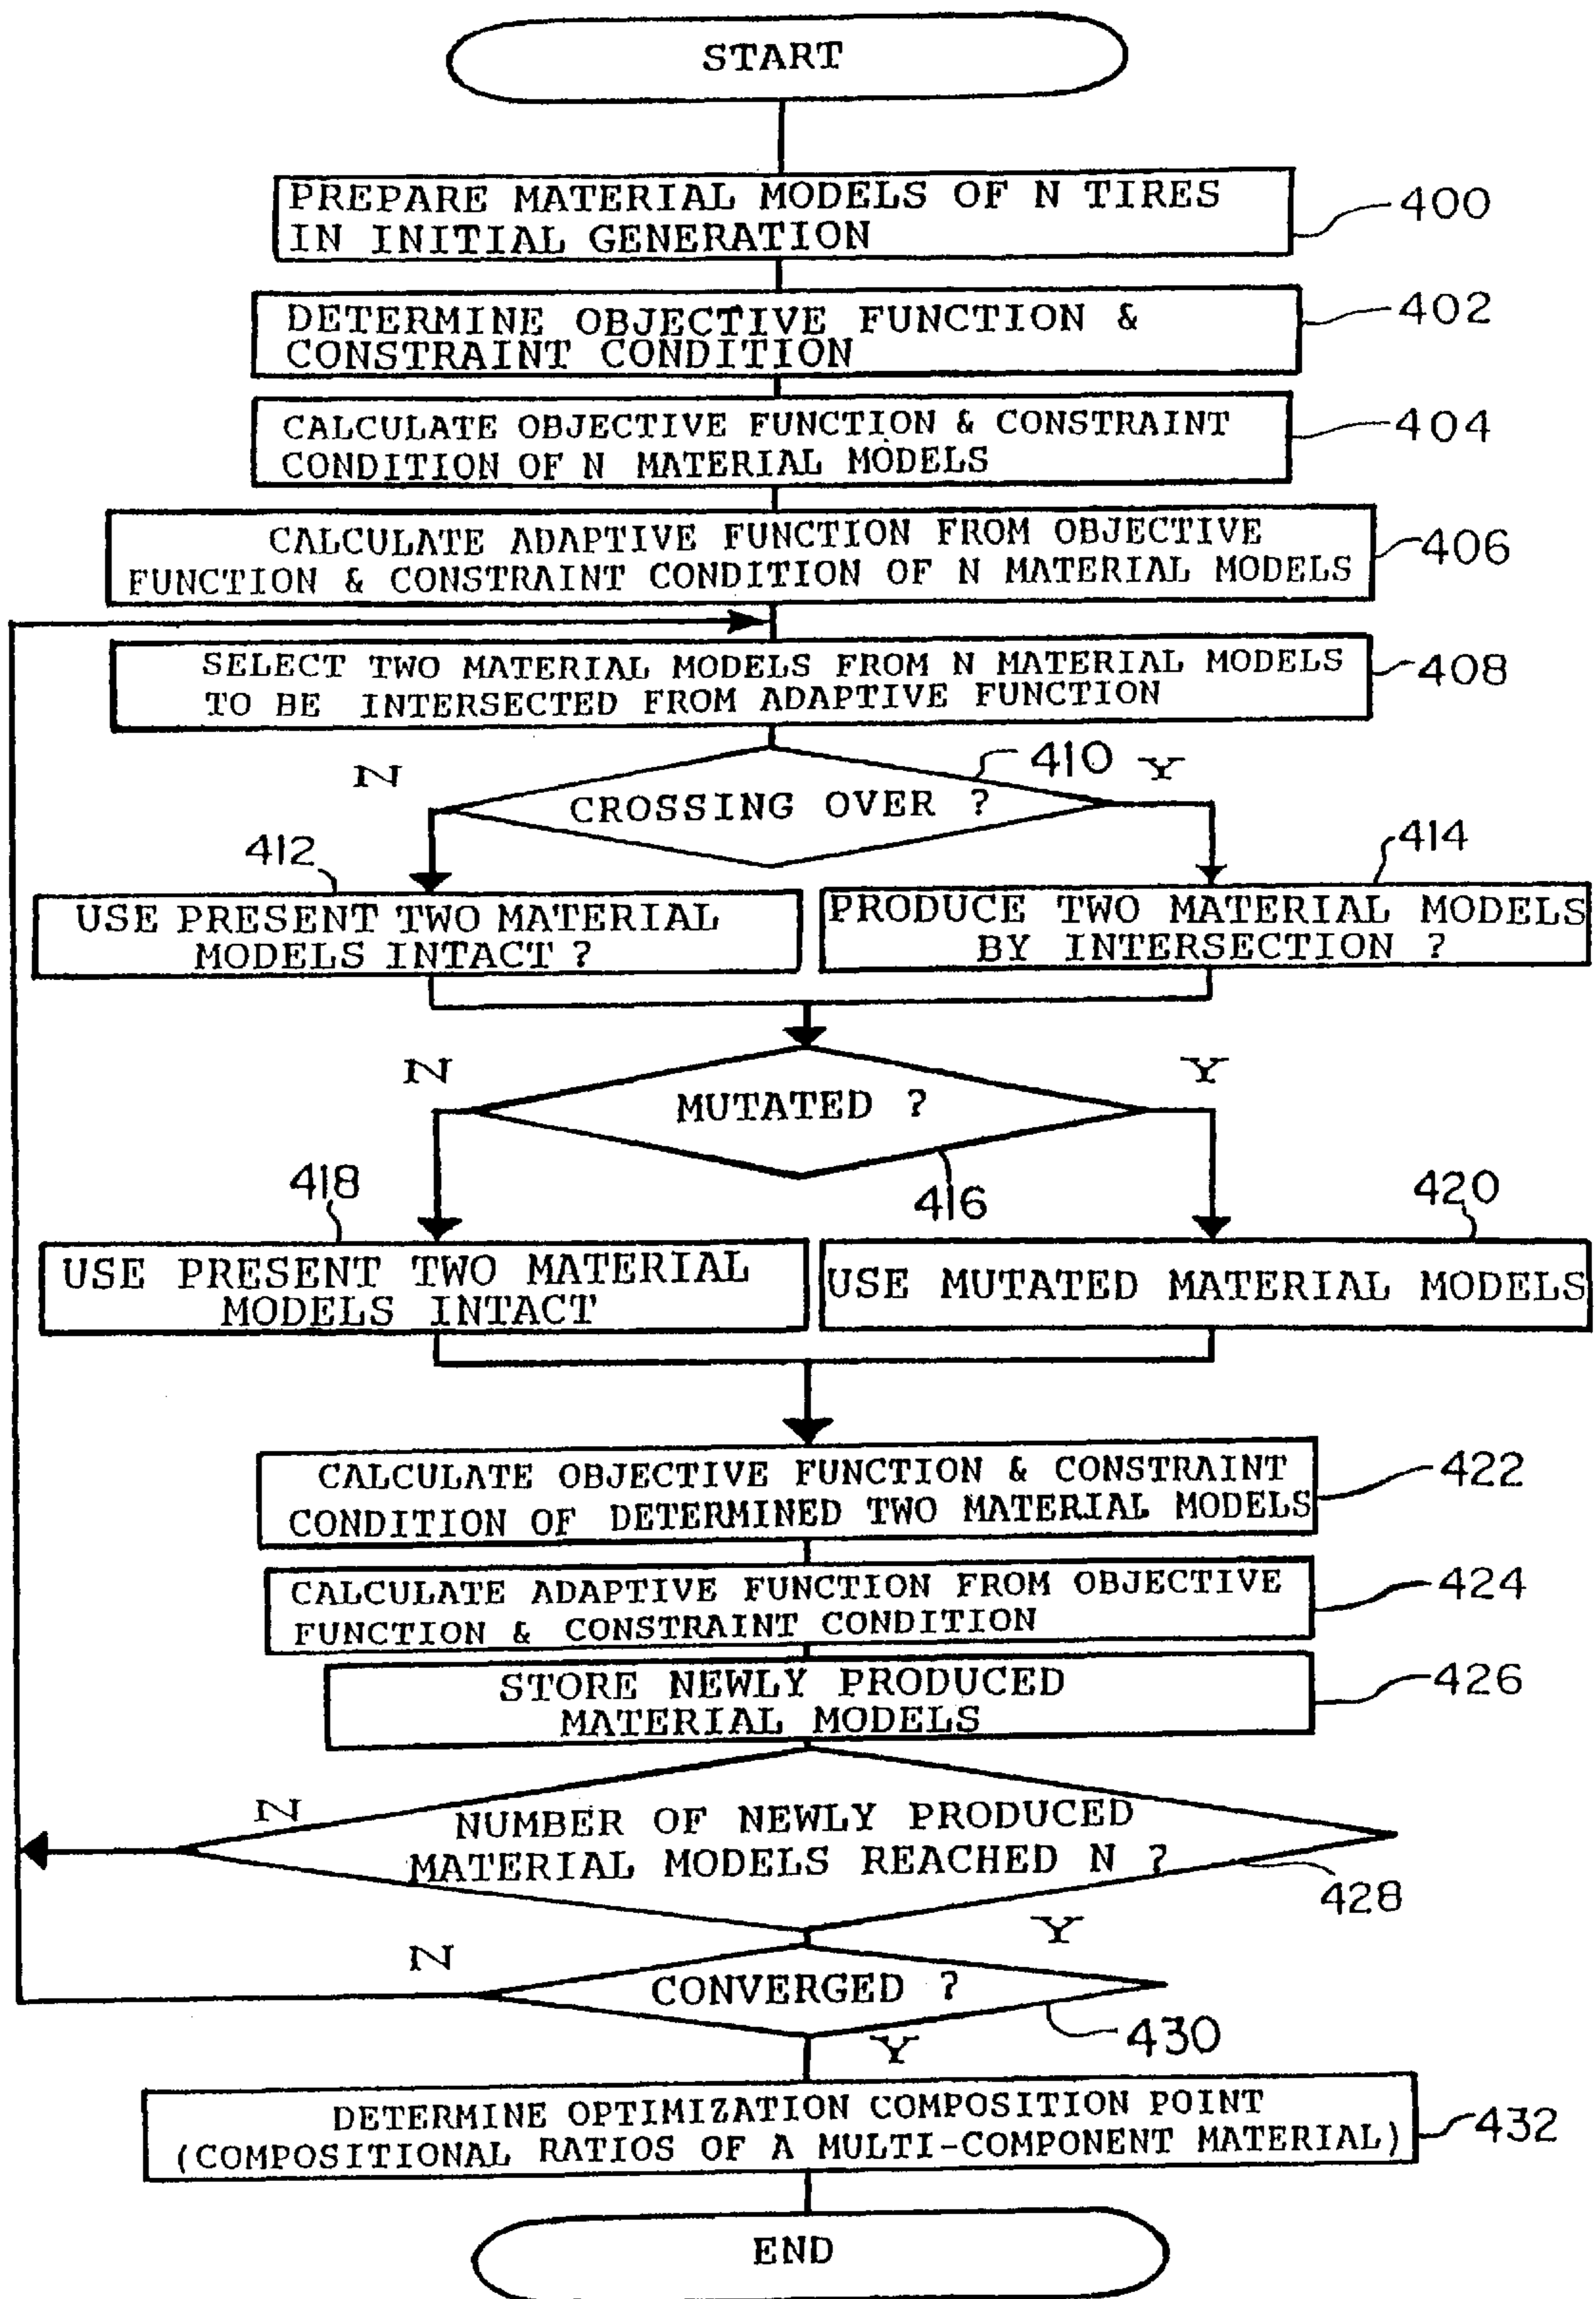 START
PREPARE MATERIAL MODELS OF N TIRES
IN INITIAL GENERATION
400
DETERMINE OBJECTIVE FUNCTION &
CONSTRAINT CONDITION
402
CALCULATE OBJECTIVE FUNCTION & CONSTRAINT
CONDITION OF N MATERIAL MODELS
404
CALCULATE ADAPTIVE FUNCTION FROM OBJECTIVE
FUNCTION & CONSTRAINT CONDITION OF N MATERIAL MODELS
406
SELECT TWO MATERIAL MODELS FROM N MATERIAL MODELS
TO BE INTERSECTED FROM ADAPTIVE FUNCTION
408
N
410
Y
CROSSING OVER ?
412
414
USE PRESENT TWO MATERIAL
MODELS INTACT ?
PRODUCE TWO MATERIAL MODELS
BY INTERSECTION ?
N
Y
MUTATED ?
416
418
420
USE PRESENT TWO MATERIAL
MODELS INTACT
USE MUTATED MATERIAL MODELS
CALCULATE OBJECTIVE FUNCTION & CONSTRAINT
CONDITION OF DETERMINED TWO MATERIAL MODELS
422
CALCULATE ADAPTIVE FUNCTION FROM OBJECTIVE
FUNCTION & CONSTRAINT CONDITION
424
STORE NEWLY PRODUCED
MATERIAL MODELS
426
N
NUMBER OF NEWLY PRODUCED
MATERIAL MODELS REACHED N ?
428
Y
N
CONVERGED ?
430
Y
DETERMINE OPTIMIZATION COMPOSITION POINT
(COMPOSITIONAL RATIOS OF A MULTI-COMPONENT MATERIAL)
432
END